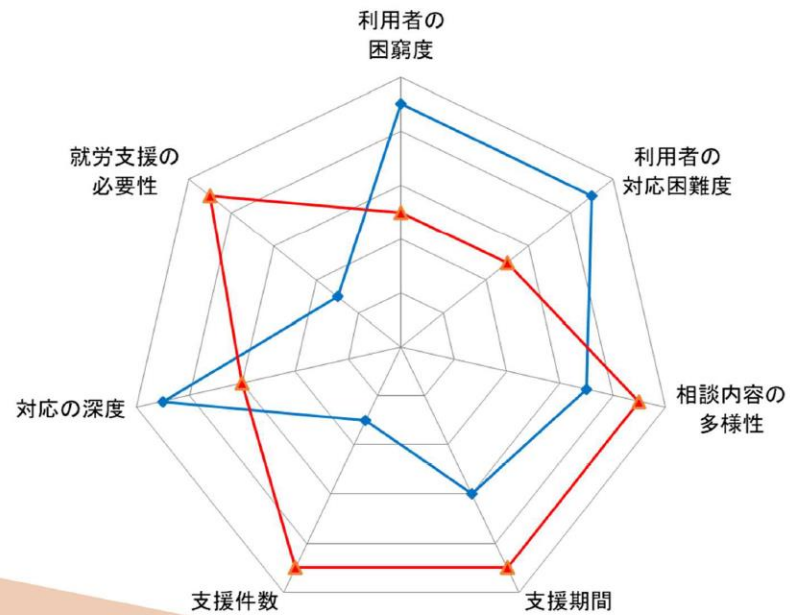 利用者の
困窮度
就労支援の
必要性
利用者の
対応困難度
対応の深度
相談内容の
多様性
支援件数
支援期間